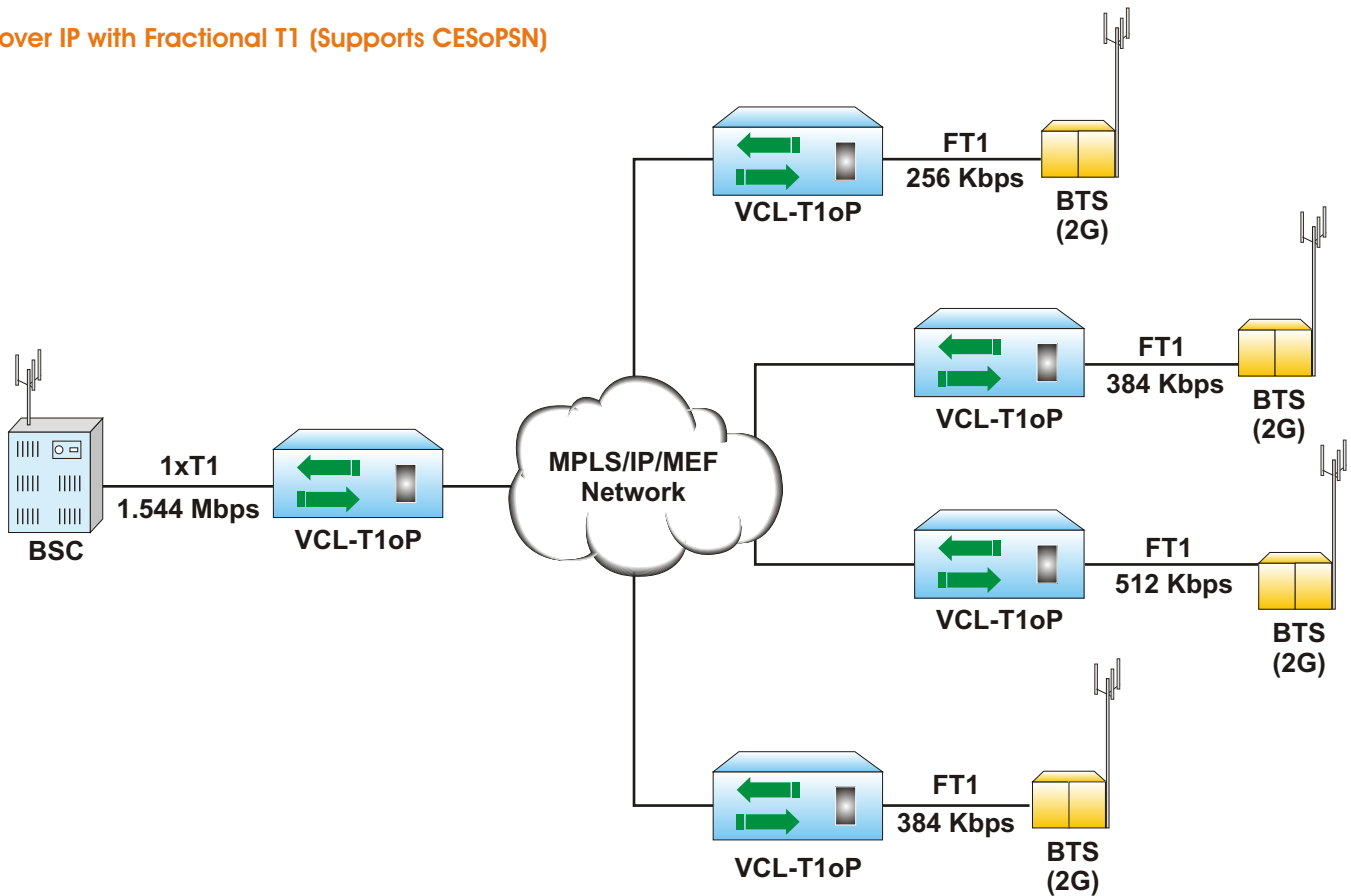 over IP with Fractional T1 (Supports CESoPSN)
FT1
256 Kbps
VCL-T1oP
BTS
(2G)
FT1
384 Kbps
VCL-T1oP
BTS
(2G)
1xT1
1.544 Mbps
BSC
VCL-T1oP
MPLS/IP/MEF
Network
FT1
512 Kbps
VCL-T1oP
BTS
(2G)
FT1
384 Kbps
VCL-T1oP
BTS
(2G)